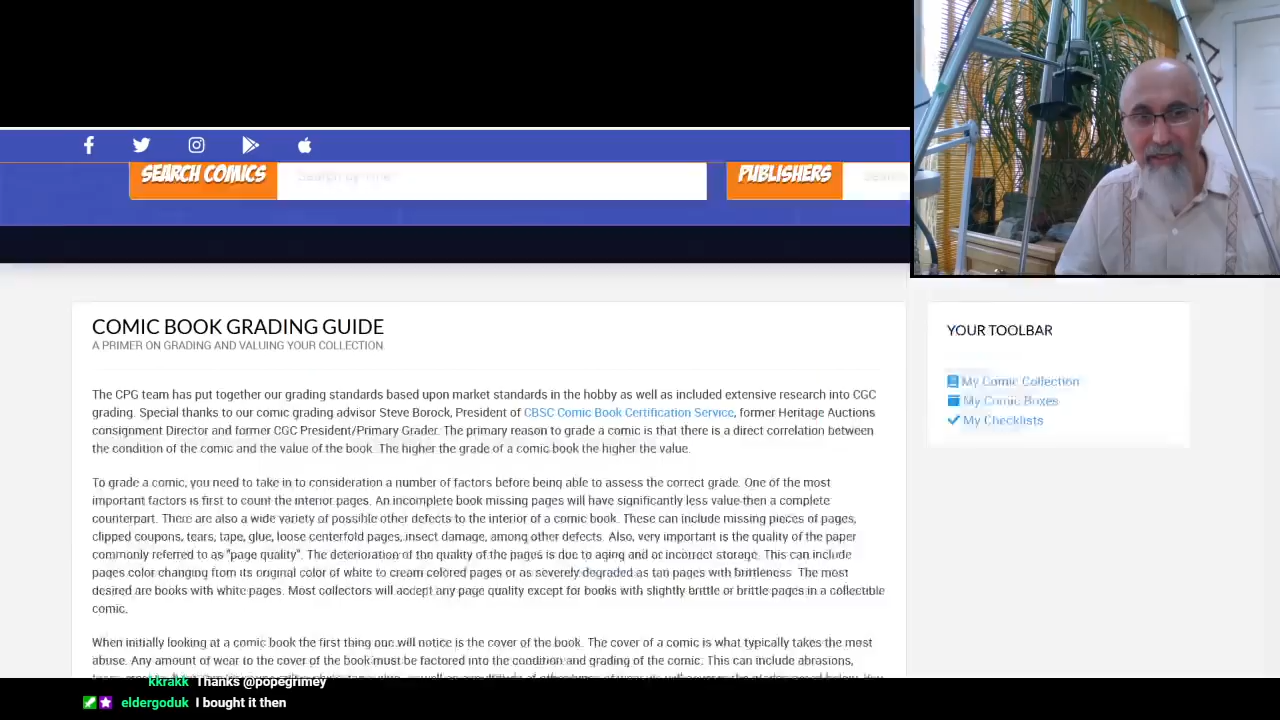 SEARCH COMICS
PUBLISHERS
COMIC BOOK GRADING GUIDE
A PRIMER ON GRADING AND VALUING YOUR COLLECTION.
YOUR TOOLBAR
My Comic Collection
My Comic Boxes
My Checklists
The CPG team has put together our grading standards based upon market standards in the hobby as well as included extensive research into CGC
grading. Special thanks to our comic grading advisor Steve Borock, President of CBSC Comic Book Certification Service, former Heritage Auctions
consignment Director and former CGC President/Primary Grader. The primary reason to grade a comic is that there is a direct correlation between
the condition of the comic and the value of the book. The higher the grade of a comic book the higher the value.
To grade a comic, you need to take in to consideration a number of factors before being able to assess the correct grade. One of the most
important factors is first to count the interior pages. An incomplete book missing pages will have significantly less value then a complete
counterpart. There are also a wide variety of possible other defects to the interior of a comic book. These can include missing pieces of pages,
clipped coupons, tears, tape, glue, loose centerfold pages, insect damage, among other defects. Also, very important is the quality of the paper
commonly referred to as "page quality". The deterioration of the quality of the pages is due to aging and or incorrect storage. This can include
pages color changing from its original color of white to cream colored pages or as severely degraded as tan pages with brittleness. The most
desired are books with white pages. Most collectors will accept any page quality except for books with slightly brittle or brittle pages in a collectible
comic.
When initially looking at a comic book the first thing one will notice is the cover of the book. The cover of a comic is what typically takes the most
abuse. Any amount of wear to the cover of the book must be factored into the condition and grading of the comic. This can include abrasions,
kkrakk Thanks @popegrimey
eldergoduk I bought it then